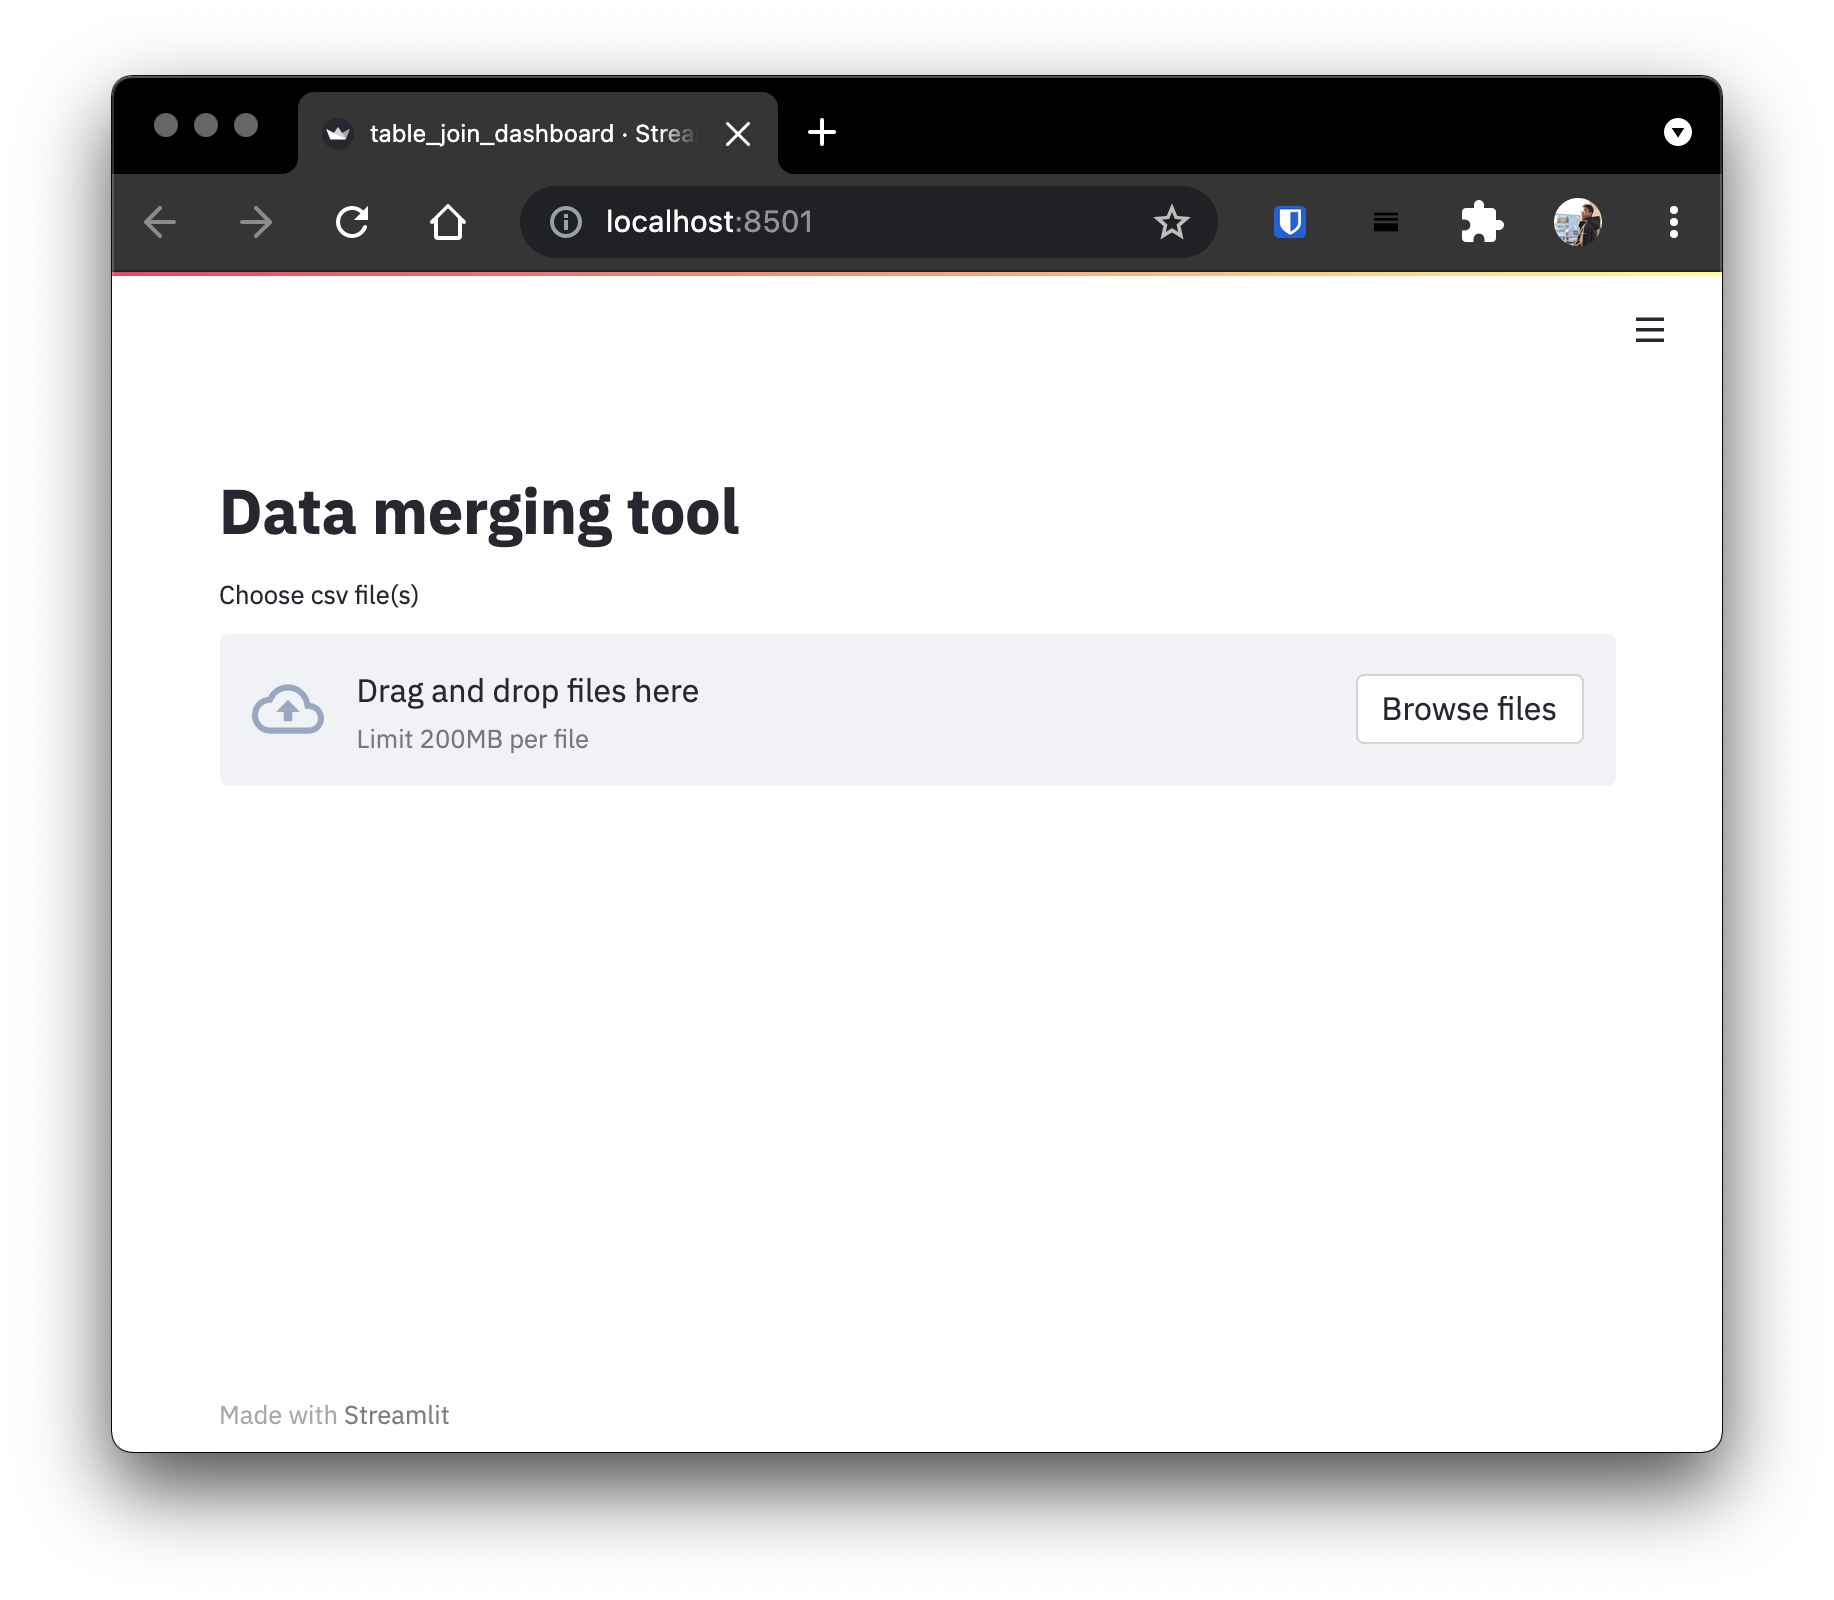 table_join_dashboard · Strea
localhost:8501
Data merging tool
Choose csv file(s)
Drag and drop files here
Limit 200MB per file
Browse files
Made with Streamlit